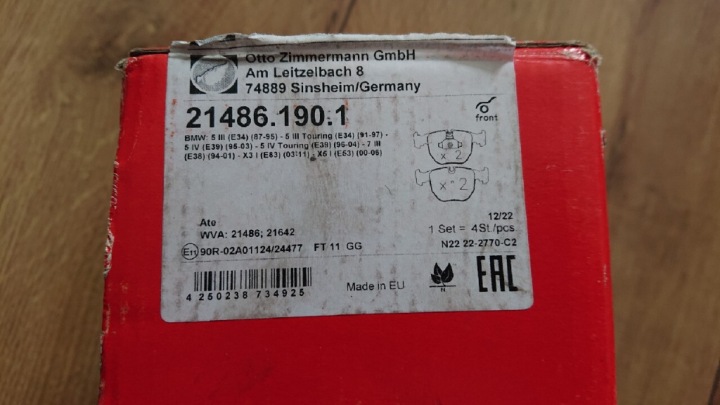 Otto Zimmermann GmbH
Am Leitzelbach 8
74889 Sinsheim/Germany
21486.190.1
front
BMW: 5 III (E34) (87-95) - 5 III Touring (E34) (91-97) -
5 IV (E39) (95-03) - 5 IV Touring (E39) (96-04) - 7 III
(E38) (94-01) - X3 I (E83) (03-11) - X5 I (E53) (00-06)
x 2
x 2
Ate
WVA: 21486; 21642
12/22
1 Set = 4St./pcs
E11 90R-02A01124/24477 FT 11 GG
N22 22-2770-C2
4 250238 734925
Made in EU
N
EAC